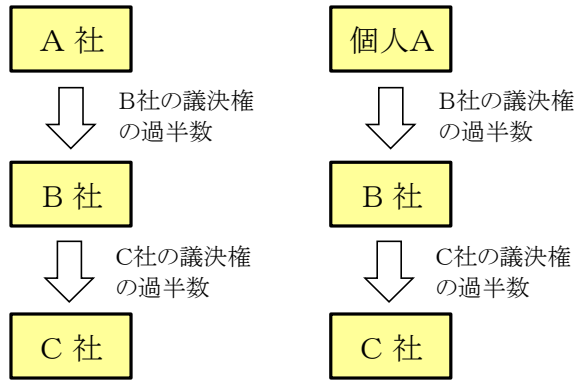 A 社
B社の議決権
の過半数
B 社
C社の議決権
の過半数
C 社
個人A
B社の議決権
の過半数
B 社
C社の議決権
の過半数
C 社